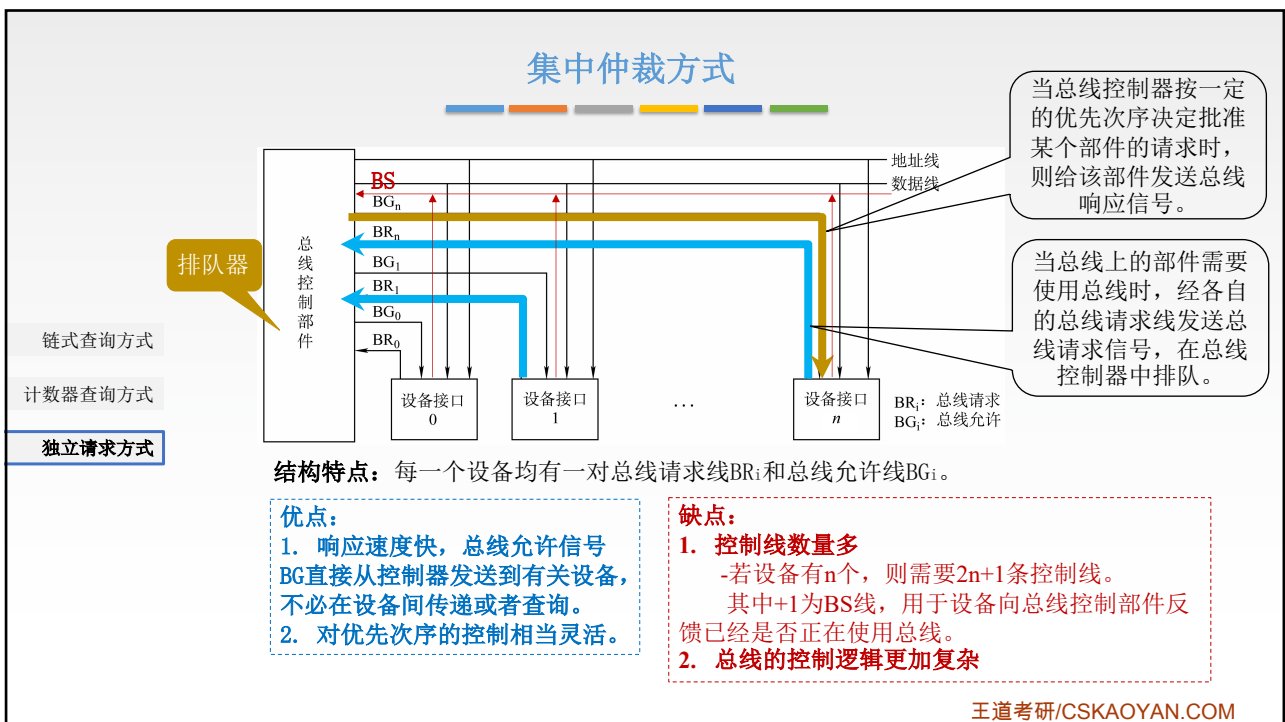 集中仲裁方式
当总线控制器按一定
的优先次序决定批准
某个部件的请求时，
则给该部件发送总线
响应信号。
地址线
数据线
BS
BGn
BRn
BG1
BR1
BG0
BR0
总
线
控
制
部
件
排队器
当总线上的部件需要
使用总线时，经各自
的总线请求线发送总
线请求信号，在总线
控制器中排队。
链式查询方式
计数器查询方式
独立请求方式
设备接口
0
设备接口
1
...
设备接口
n
BRi：总线请求
BGi：总线允许
结构特点：每一个设备均有一对总线请求线BRi和总线允许线BGi。
优点：
1. 响应速度快，总线允许信号
BG直接从控制器发送到有关设备，
不必在设备间传递或者查询。
2. 对优先次序的控制相当灵活。
缺点：
1. 控制线数量多
-若设备有n个，则需要2n+1条控制线。
其中+1为BS线，用于设备向总线控制部件反
馈已经是否正在使用总线。
2. 总线的控制逻辑更加复杂
王道考研/CSKAOYAN.COM